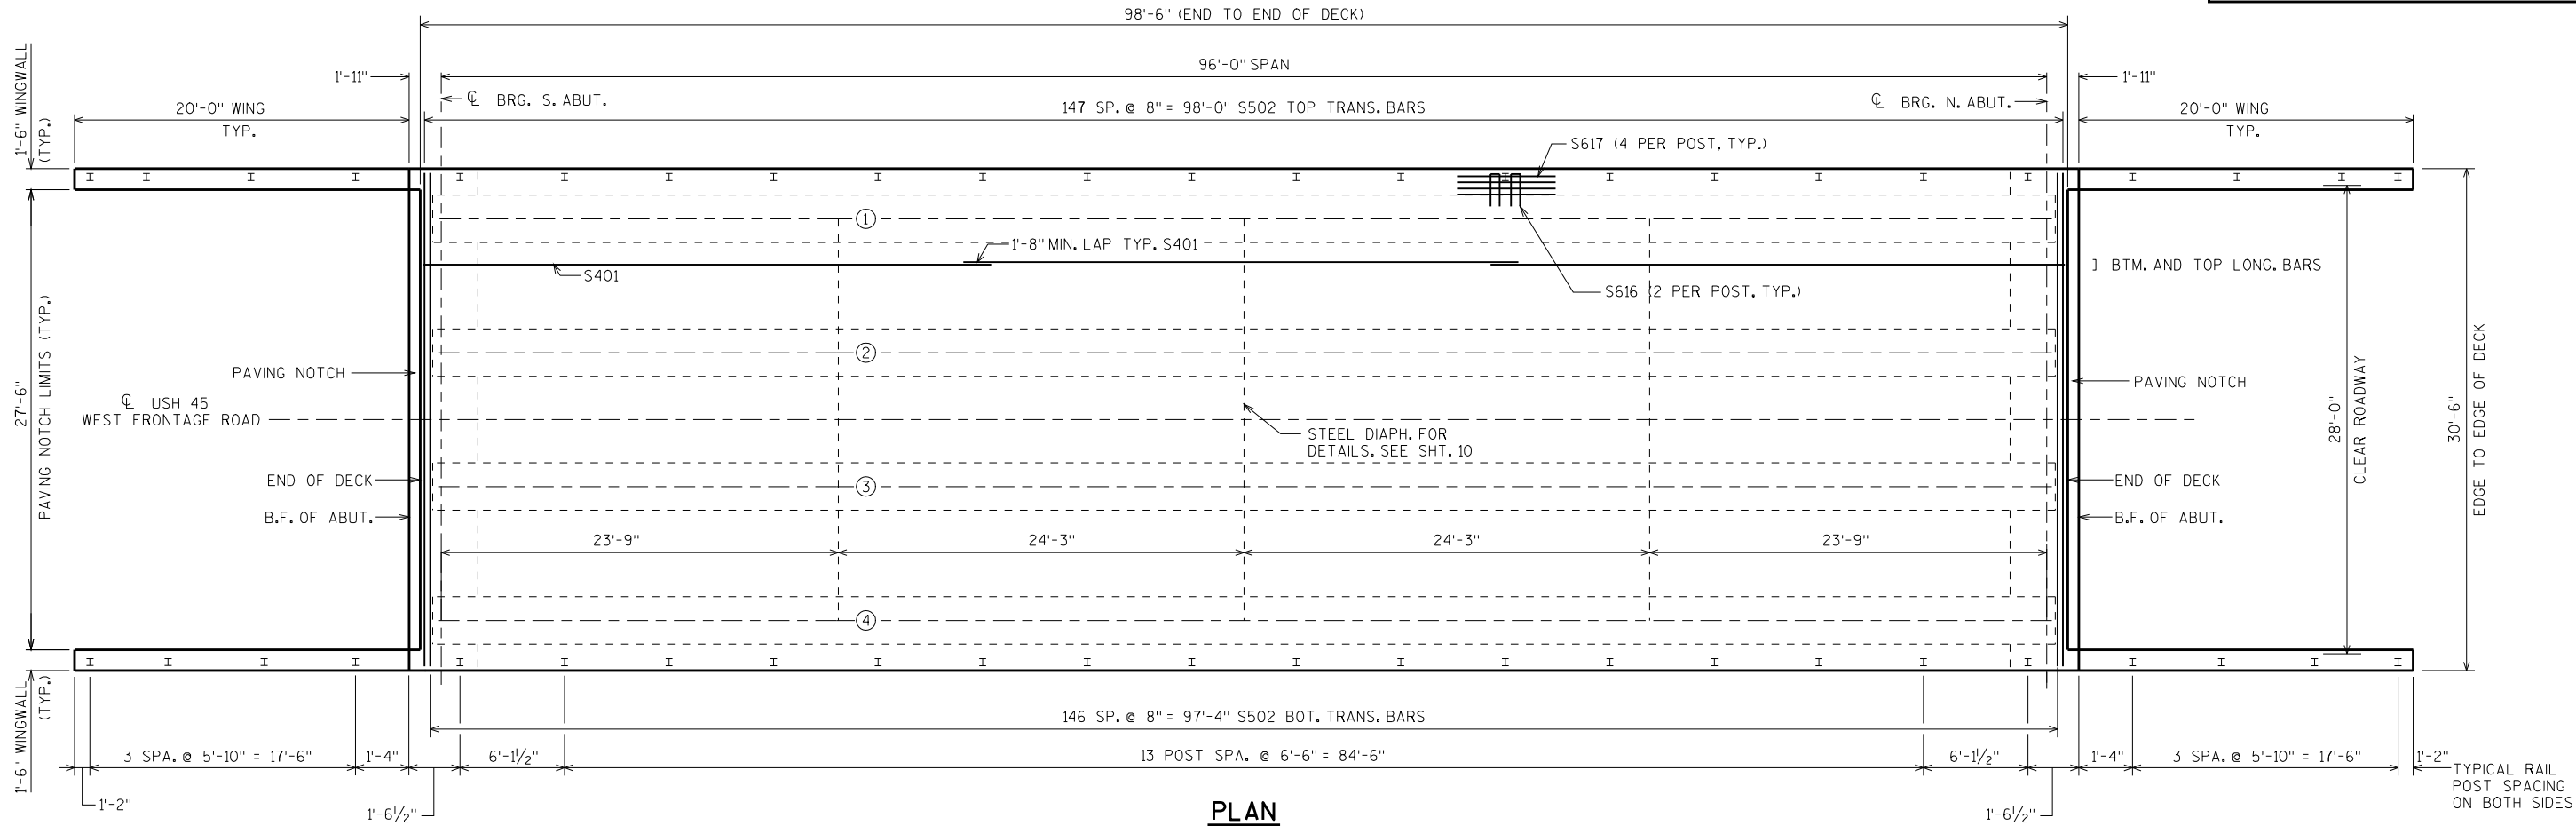 98'-6" (END TO END OF DECK)
96'-0" SPAN
1'-11"
1'-11"
℄ BRG. S. ABUT.
℄ BRG. N. ABUT.
1'-6" WINGWALL
(TYP.)
20'-0" WING
TYP.
147 SP. @ 8" = 98'-0" S502 TOP TRANS. BARS
20'-0" WING
TYP.
S617 (4 PER POST, TYP.)
1
1'-8" MIN. LAP TYP. S401
S401
] BTM. AND TOP LONG. BARS
S616 (2 PER POST, TYP.)
2
PAVING NOTCH
PAVING NOTCH
27'-6"
PAVING NOTCH LIMITS (TYP.)
℄ USH 45
WEST FRONTAGE ROAD
STEEL DIAPH. FOR
DETAILS. SEE SHT. 10
28'-0"
CLEAR ROADWAY
30'-6"
EDGE TO EDGE OF DECK
END OF DECK
3
END OF DECK
B.F. OF ABUT.
B.F. OF ABUT.
23'-9"
24'-3"
24'-3"
23'-9"
4
1'-6" WINGWALL
(TYP.)
146 SP. @ 8" = 97'-4" S502 BOT. TRANS. BARS
3 SPA. @ 5'-10" = 17'-6"
1'-4"
6'-1½"
13 POST SPA. @ 6'-6" = 84'-6"
6'-1½"
1'-4"
3 SPA. @ 5'-10" = 17'-6"
1'-2"
1'-2"
1'-6½"
1'-6½"
TYPICAL RAIL
POST SPACING
ON BOTH SIDES
PLAN